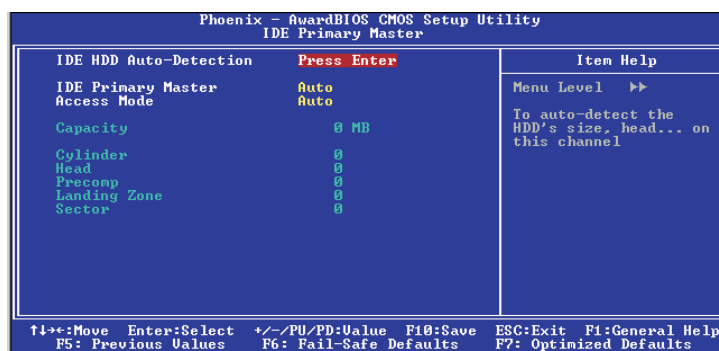 Phoenix - AwardBIOS CMOS Setup Utility
IDE Primary Master
IDE HDD Auto-Detection Press Enter
IDE Primary Master Auto
Access Mode Auto
Capacity 0 MB
Cylinder 0
Head 0
Precomp 0
Landing Zone 0
Sector 0
Item Help
Menu Level ▶▶
To auto-detect the
HDD's size, head... on
this channel
↑↓→←:Move Enter:Select +/-/PU/PD:Value F10:Save ESC:Exit F1:General Help
F5: Previous Values F6: Fail-Safe Defaults F7: Optimized Defaults